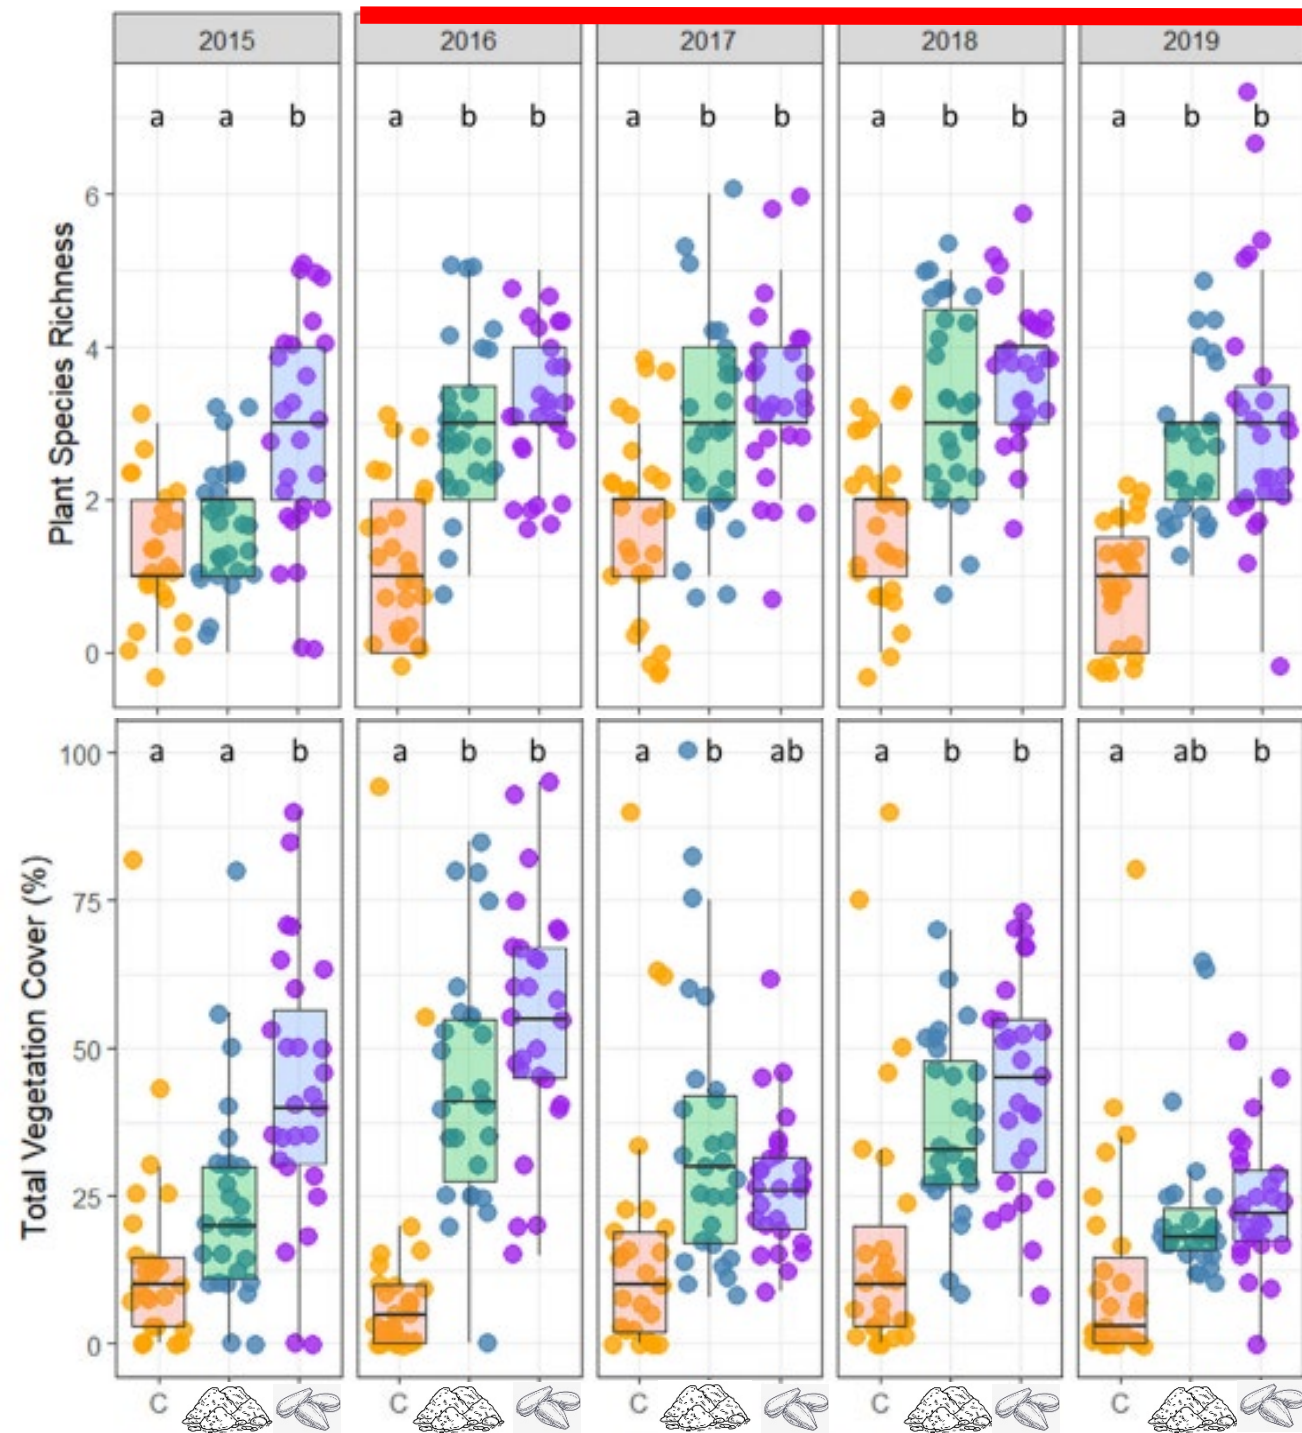 2015 2016 2017 2018 2019
a a b a b b a b b a b b a b b
6
4
2
0
Plant Species Richness
a a b a b b a b ab a b b a ab b
100
75
50
25
0
Total Vegetation Cover (%)
C C C C C